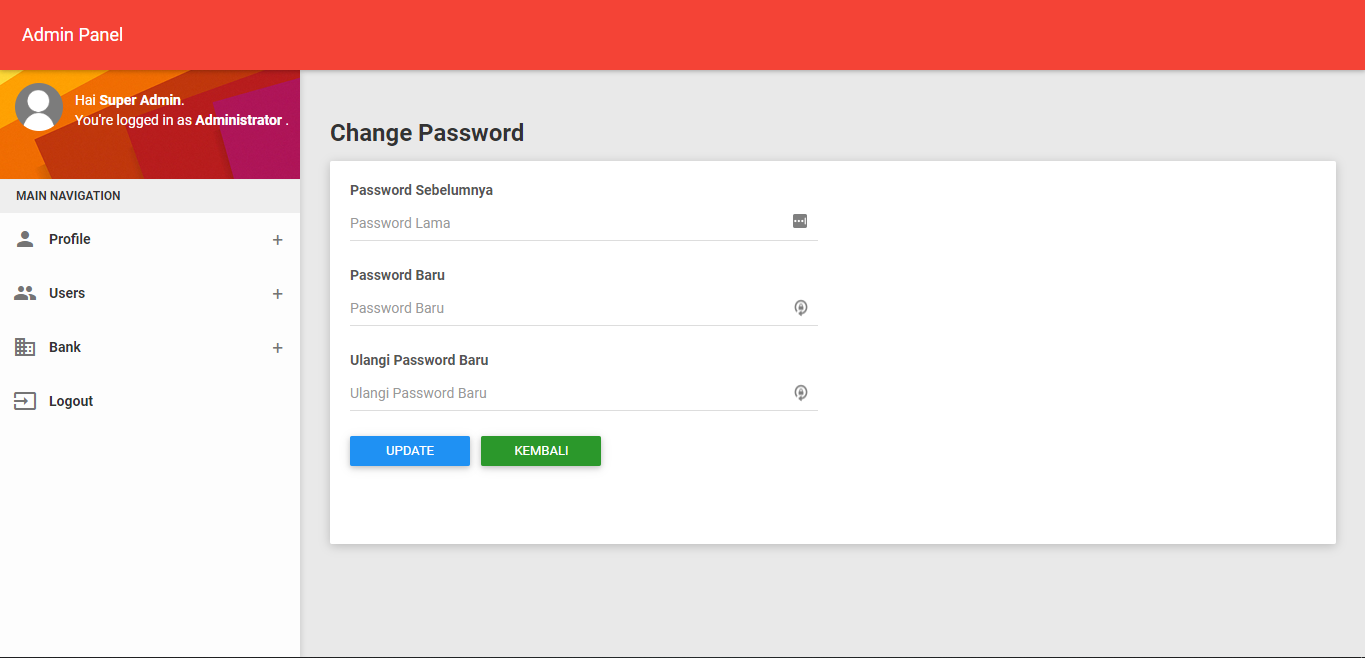 Admin Panel
Hai Super Admin.
You're logged in as Administrator .
MAIN NAVIGATION
Profile
+
Users
+
Bank
+
Logout
Change Password
Password Sebelumnya
Password Lama
Password Baru
Password Baru
Ulangi Password Baru
Ulangi Password Baru
UPDATE KEMBALI